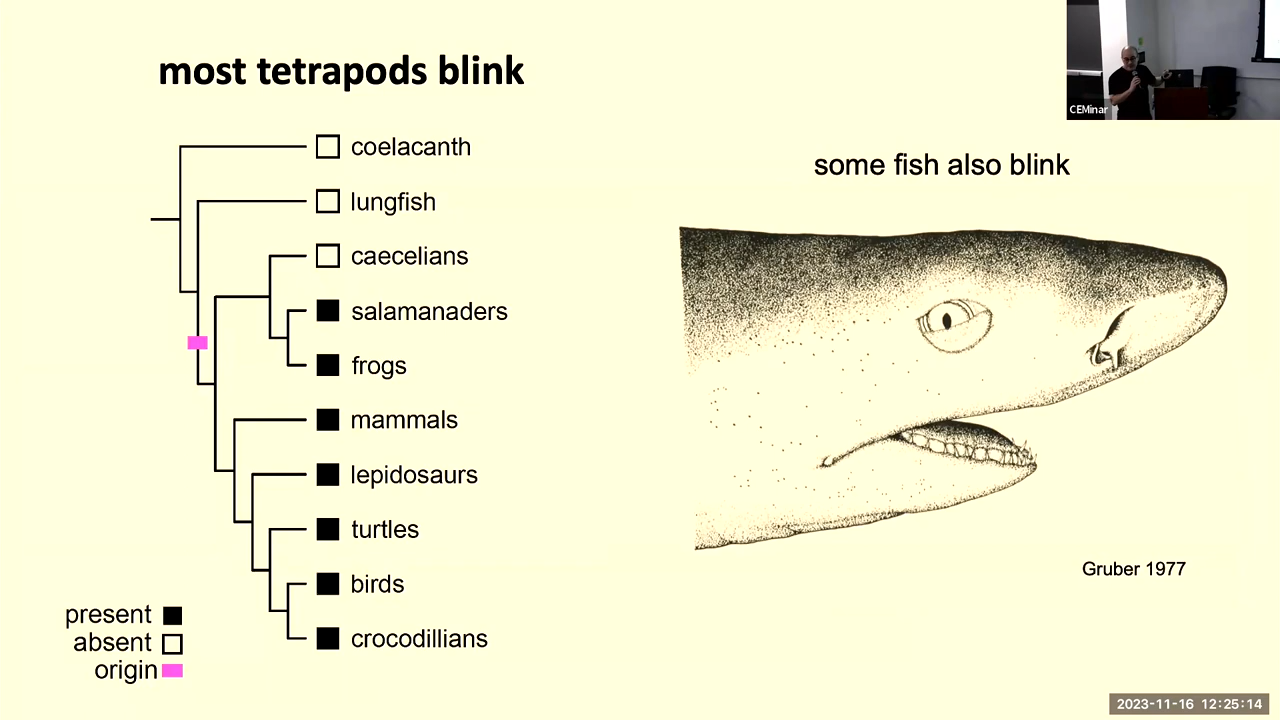 most tetrapods blink
CEMinar
coelacanth
some fish also blink
lungfish
caecelians
salamanaders
frogs
mammals
lepidosaurs
turtles
Gruber 1977
birds
present
absent
crocodillians
origin
2023-11-16 12:25:14